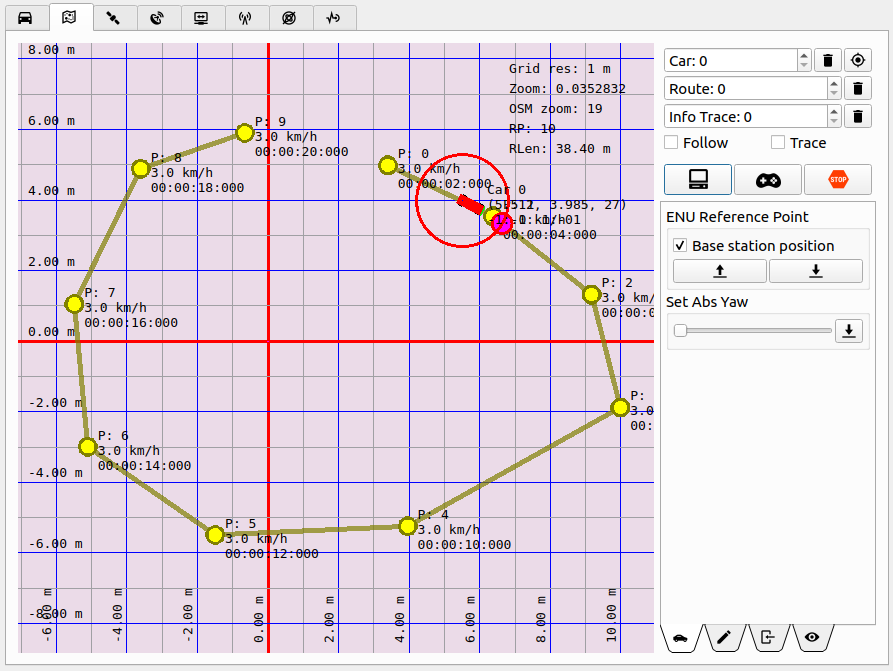 8.00 m
6.00 m
4.00 m
2.00 m
0.00 m
-2.00 m
-4.00 m
-6.00 m
-8.00 m
-6.00 m
-4.00 m
-2.00 m
0.00 m
2.00 m
4.00 m
6.00 m
8.00 m
10.00 m
Grid res: 1 m
Zoom: 0.0352832
OSM zoom: 19
RP: 10
RLen: 38.40 m
P: 9
3.0 km/h
00:00:20:000
P: 8
3.0 km/h
00:00:18:000
P: 0
3.0 km/h
00:00:02:000
Car 0
3.985, 27)
00:00:04:000
P: 2
3.0 km/
00:00:0
P: 7
3.0 km/h
00:00:16:000
P:
3.0
00:
P: 6
3.0 km/h
00:00:14:000
P: 4
3.0 km/h
00:00:10:000
P: 5
3.0 km/h
00:00:12:000
Car: 0
Route: 0
Info Trace: 0
Follow
Trace
STOP
ENU Reference Point
Base station position
Set Abs Yaw